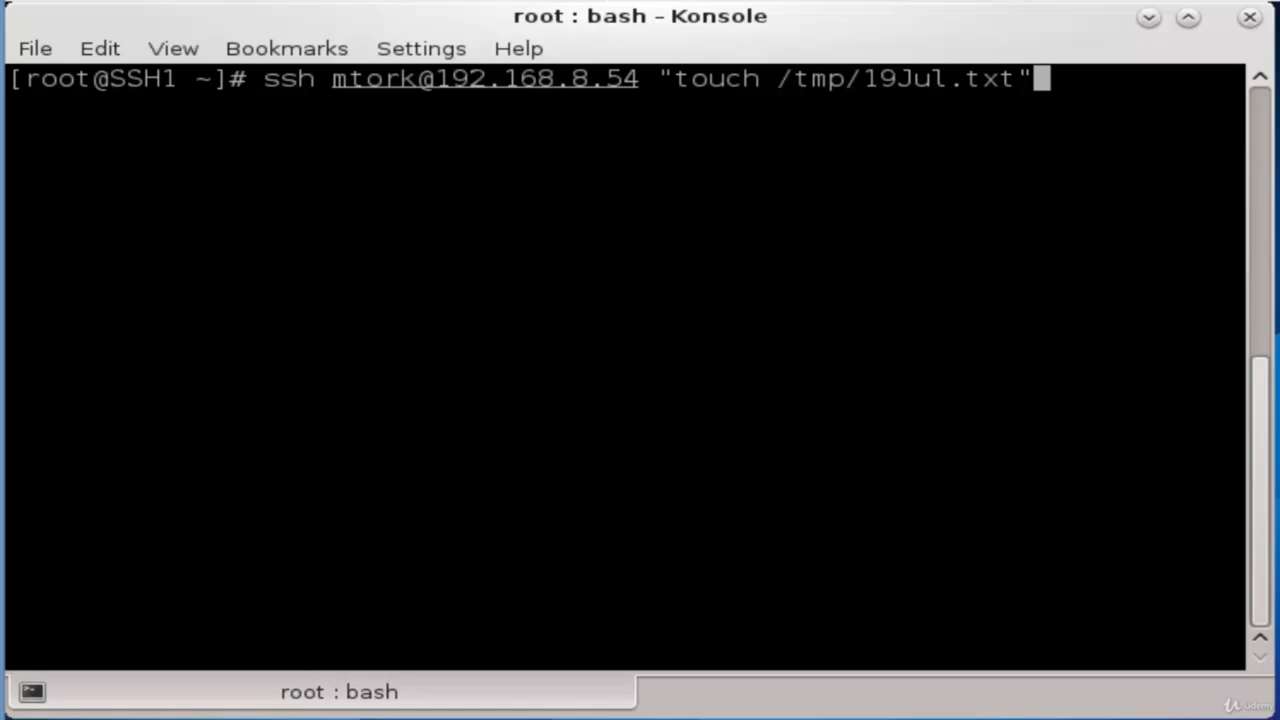 root : bash – Konsole
File Edit View Bookmarks Settings Help
[root@SSH1 ~]# ssh mtork@192.168.8.54 "touch /tmp/19Jul.txt"
root : bash
Udemy